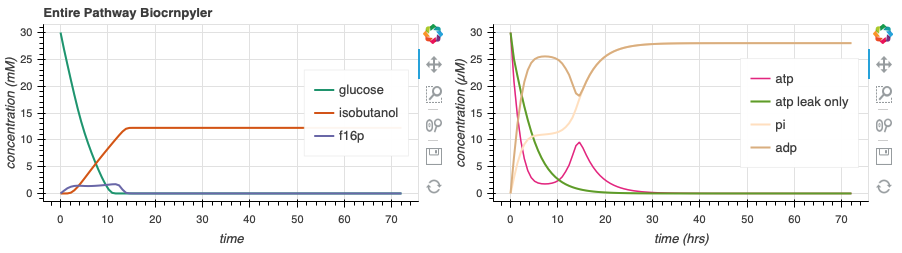 Entire Pathway Biocrnpyler
concentration (mM)
30
25
20
15
10
5
0
0
10
20
30
40
50
60
70
time
glucose
isobutanol
f16p
concentration (μM)
30
25
20
15
10
5
0
0
10
20
30
40
50
60
70
time (hrs)
atp
atp leak only
pi
adp